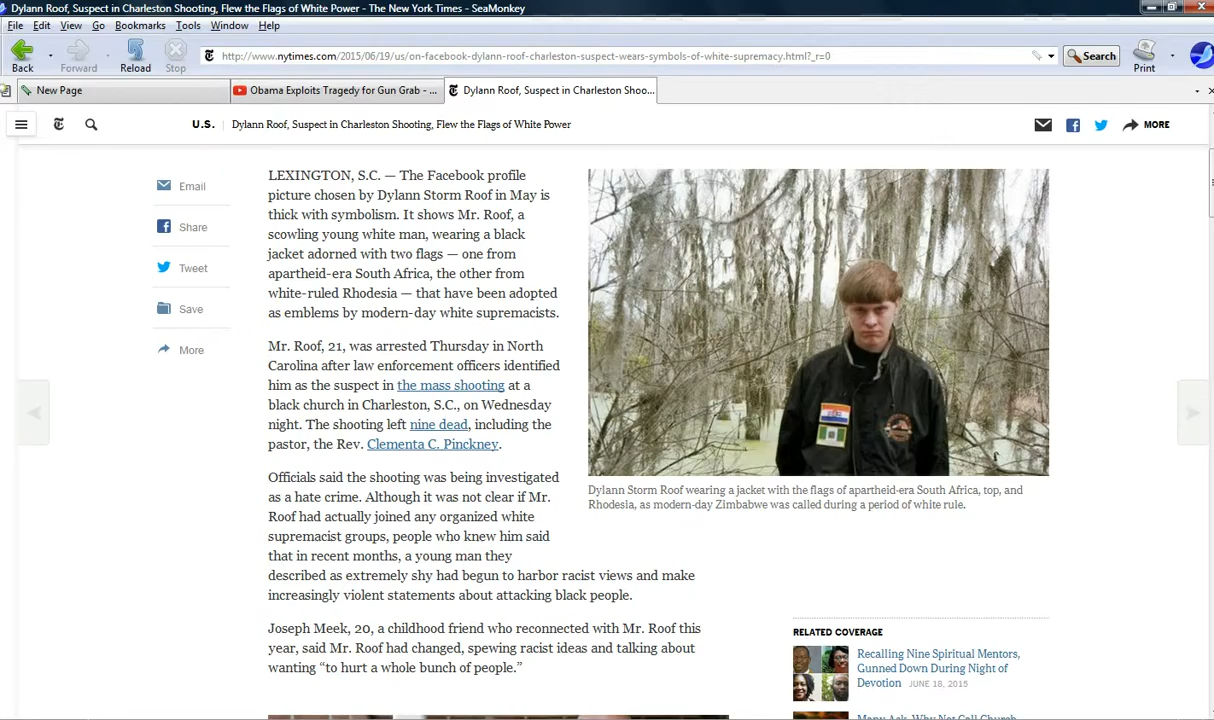 Dylann Roof, Suspect in Charleston Shooting, Flew the Flags of White Power - The New York Times - SeaMonkey
File Edit View Go Bookmarks Tools Window Help
Back Forward Reload Stop http://www.nytimes.com/2015/06/19/us/on-facebook-dylann-roof-charleston-suspect-wears-symbols-of-white-supremacy.html?_r=0 Search Print
New Page Obama Exploits Tragedy for Gun Grab - ... Dylann Roof, Suspect in Charleston Shoo...
U.S. Dylann Roof, Suspect in Charleston Shooting, Flew the Flags of White Power MORE
Email
Share
Tweet
Save
More
LEXINGTON, S.C. — The Facebook profile
picture chosen by Dylann Storm Roof in May is
thick with symbolism. It shows Mr. Roof, a
scowling young white man, wearing a black
jacket adorned with two flags — one from
apartheid-era South Africa, the other from
white-ruled Rhodesia — that have been adopted
as emblems by modern-day white supremacists.
Mr. Roof, 21, was arrested Thursday in North
Carolina after law enforcement officers identified
him as the suspect in the mass shooting at a
black church in Charleston, S.C., on Wednesday
night. The shooting left nine dead, including the
pastor, the Rev. Clementa C. Pinckney.
Officials said the shooting was being investigated
as a hate crime. Although it was not clear if Mr.
Roof had actually joined any organized white
supremacist groups, people who knew him said
that in recent months, a young man they
described as extremely shy had begun to harbor racist views and make
increasingly violent statements about attacking black people.
Joseph Meek, 20, a childhood friend who reconnected with Mr. Roof this
year, said Mr. Roof had changed, spewing racist ideas and talking about
wanting “to hurt a whole bunch of people.”
Dylann Storm Roof wearing a jacket with the flags of apartheid-era South Africa, top, and
Rhodesia, as modern-day Zimbabwe was called during a period of white rule.
RELATED COVERAGE
Recalling Nine Spiritual Mentors,
Gunned Down During Night of
Devotion JUNE 18, 2015
Many Ask, Why Not Call Church